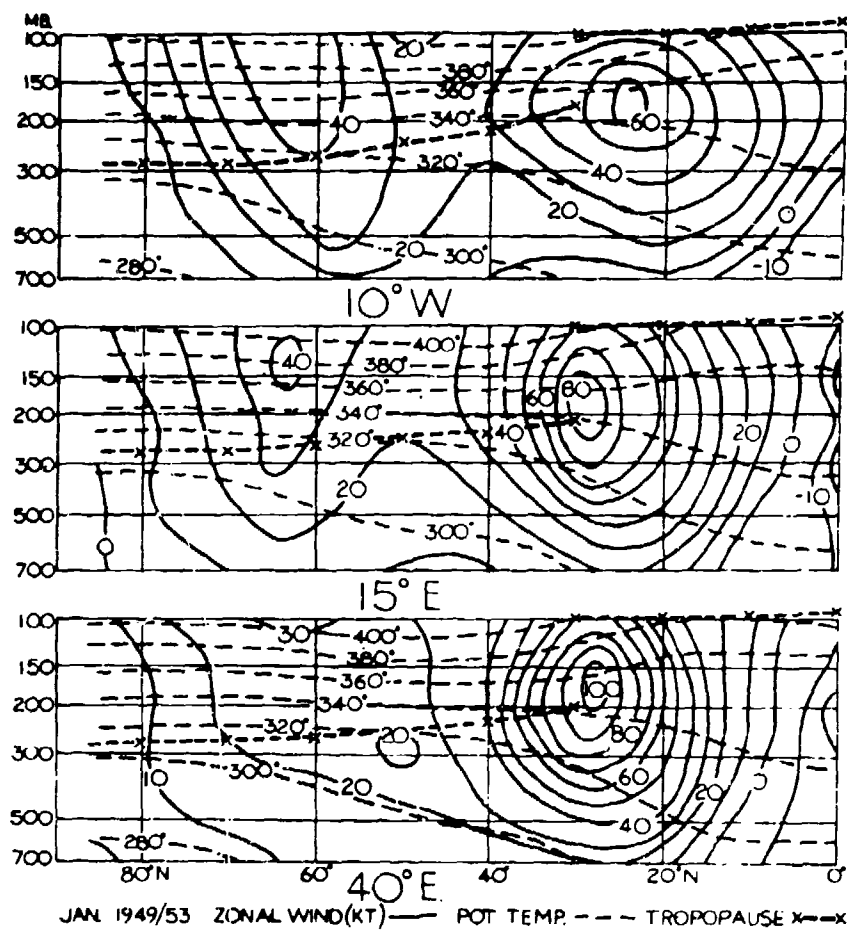 MB.
100 20
380°
150 360°
200 40 340° 60
300 320° 40
20 0
500 20 300°
700 280° -10
10° W
100 400°
40 380°
150 360° 60 80
200 340°
320° 40 20 0
300
20 -10
500 300°
700 0
15° E
100 30 400°
380°
150 360° 100
200 340°
320° 20 80
300 10 300° 20 60 20 0
500 40
700 280°
80°N 60° 40° 20°N 0°
40°E.
JAN. 1949/53 ZONAL WIND(KT) POT TEMP. TROPOPAUSE